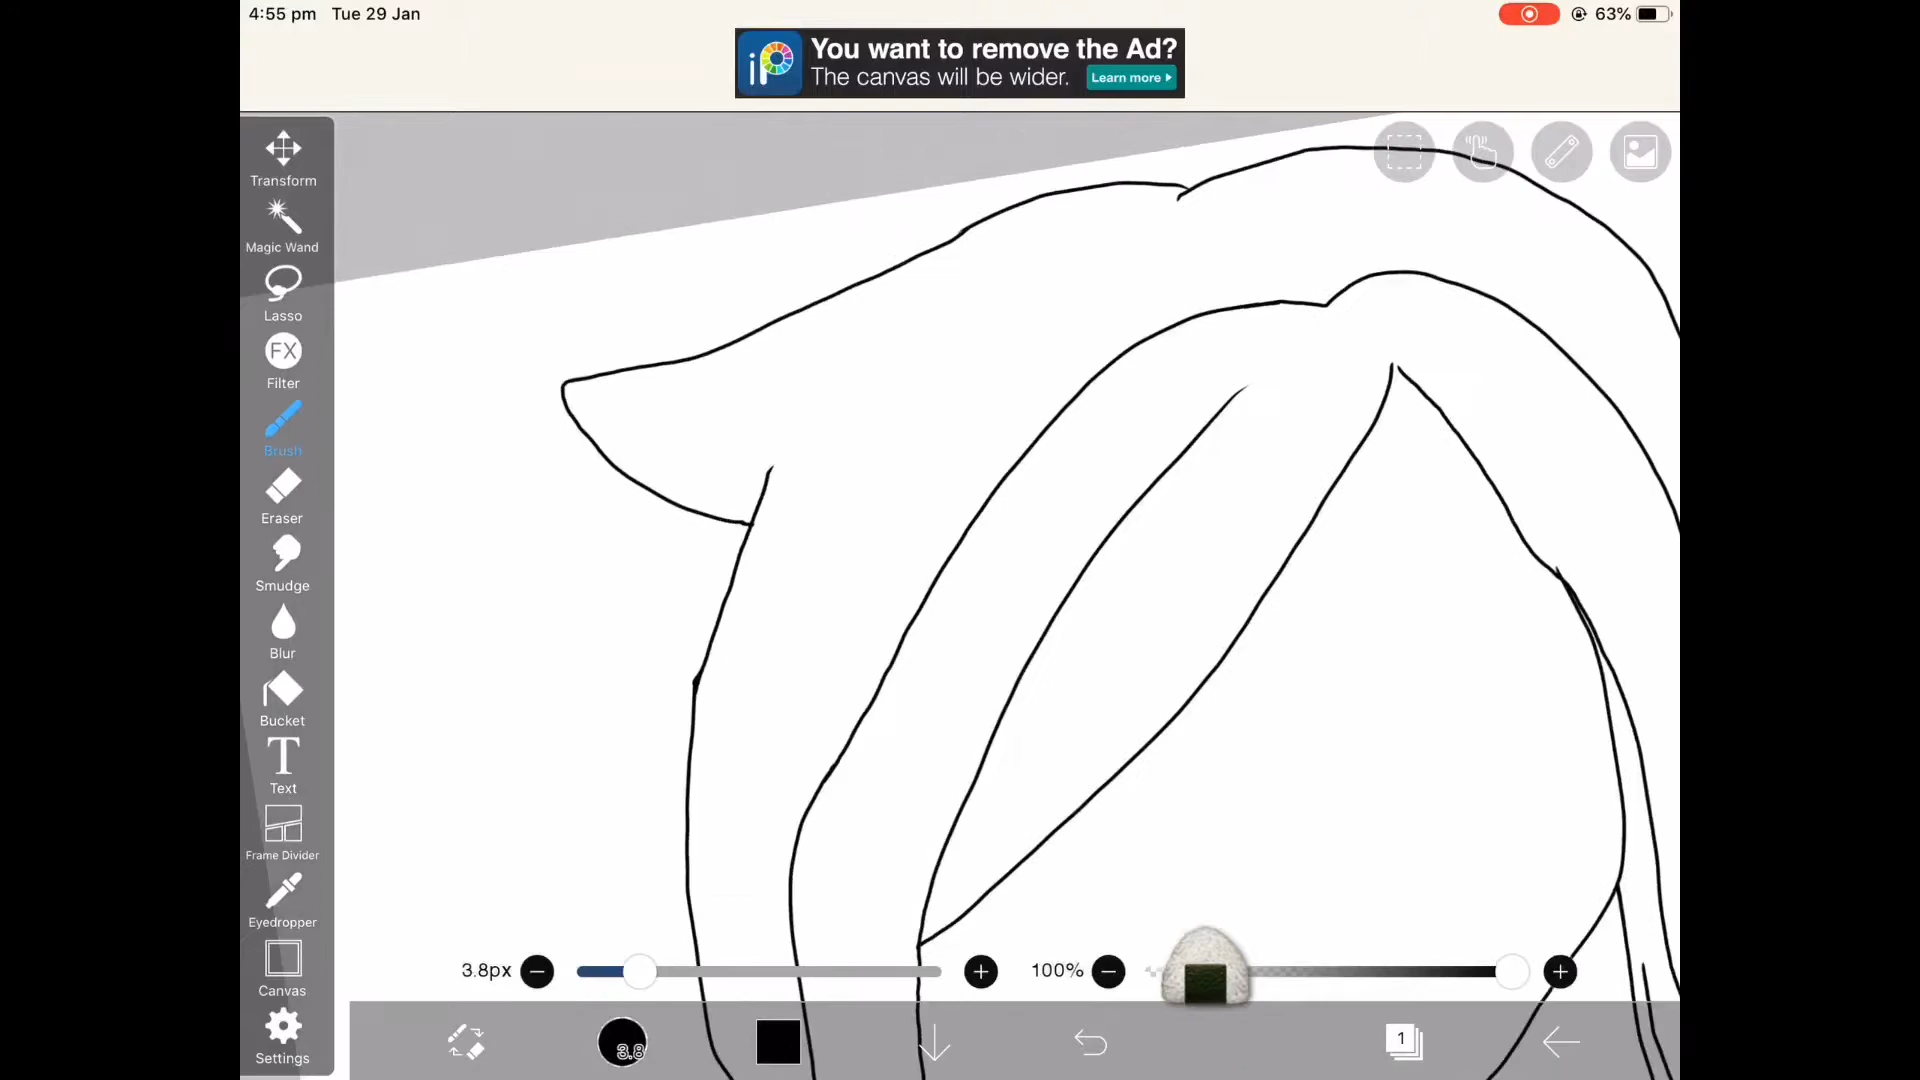 4:55 pm Tue 29 Jan
63%
iP
You want to remove the Ad?
The canvas will be wider.
Learn more
Transform
Magic Wand
Lasso
FX
Filter
Brush
Eraser
Smudge
Blur
Bucket
T
Text
Frame Divider
Eyedropper
Canvas
Settings
3.8px
100%
3.8
1